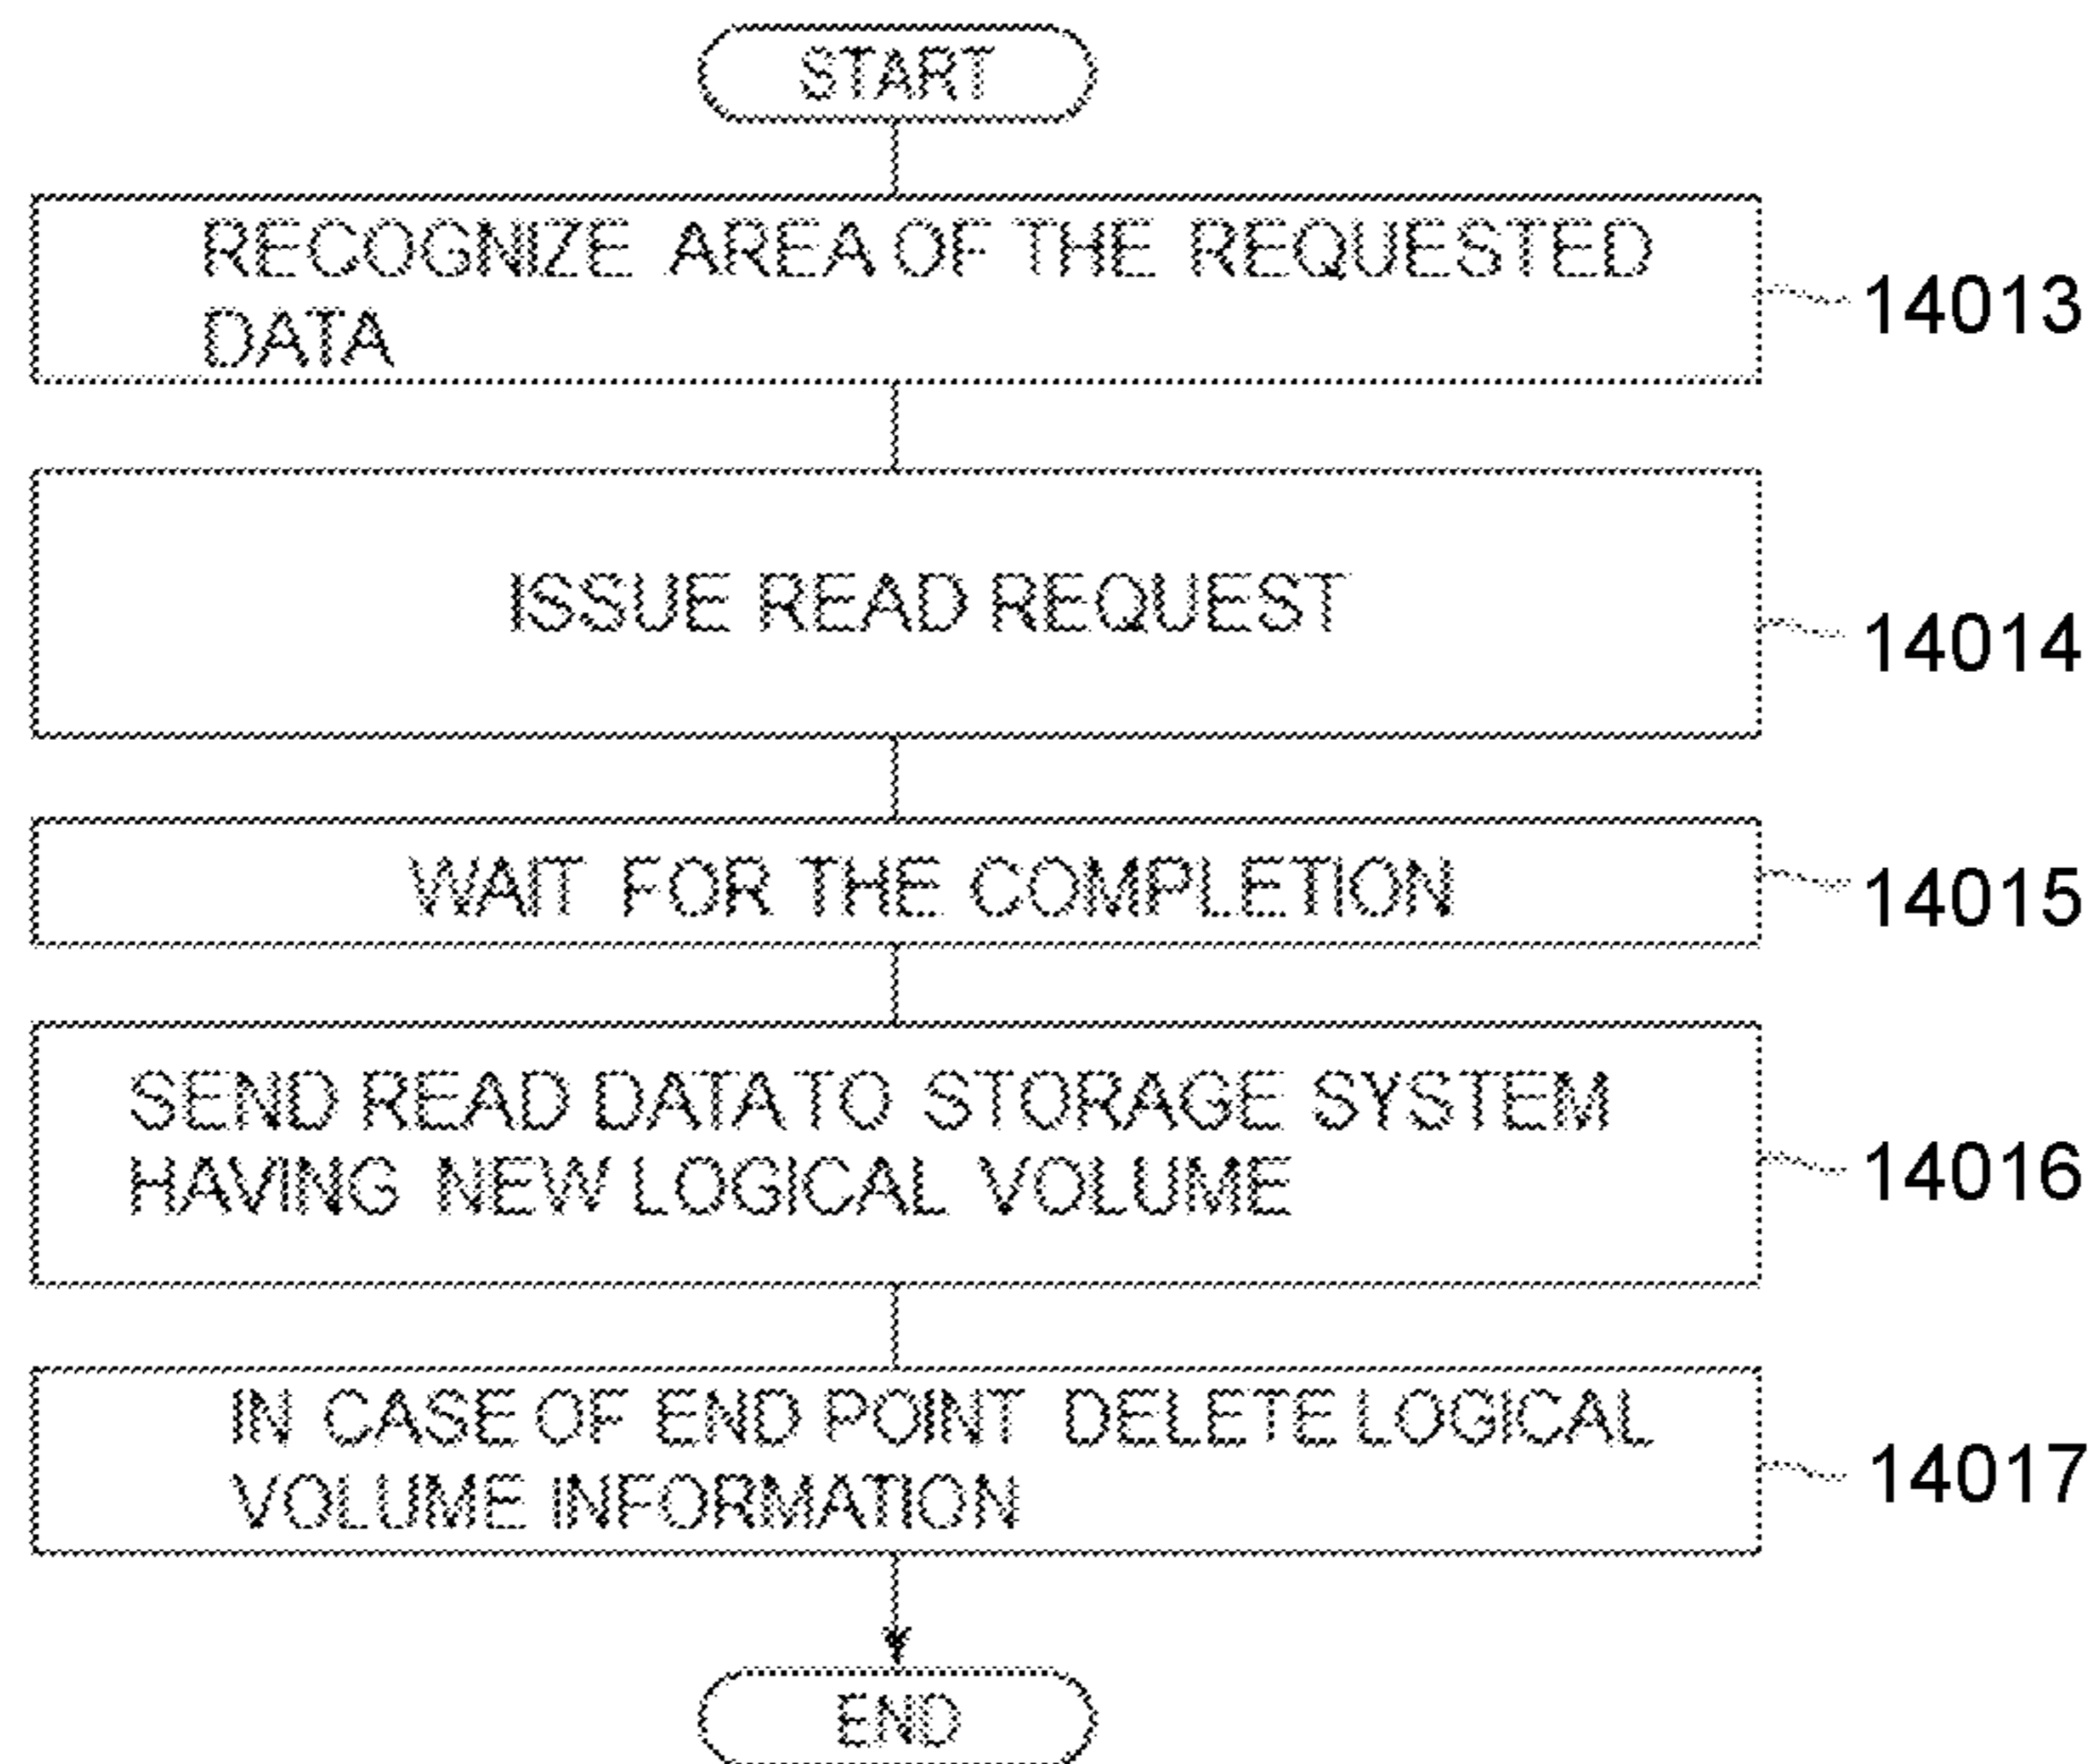 START
RECOGNIZE AREA OF THE REQUESTED
DATA
14013
ISSUE READ REQUEST
14014
WAIT FOR THE COMPLETION
14015
SEND READ DATA TO STORAGE SYSTEM
HAVING NEW LOGICAL VOLUME
14016
IN CASE OF END POINT DELETE LOGICAL
VOLUME INFORMATION
14017
END